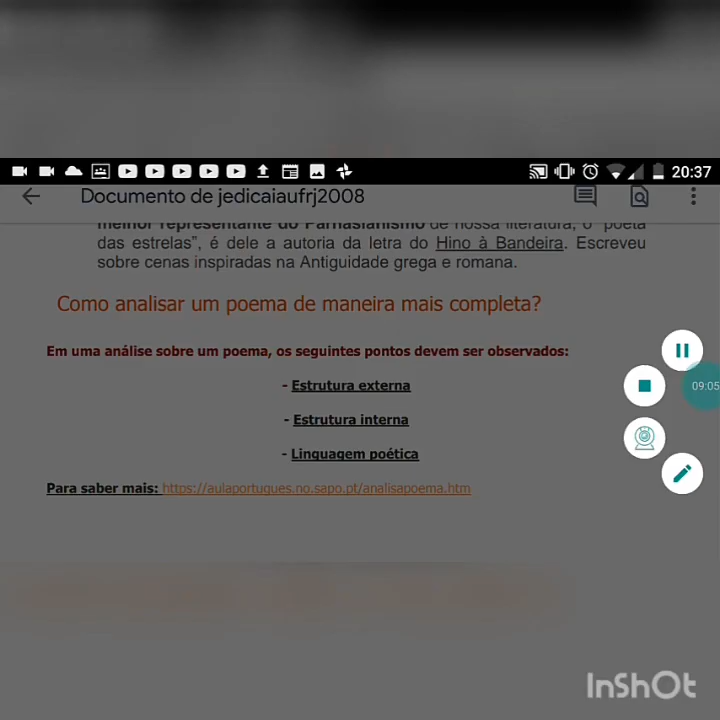 20:37
Documento de jedicaiaufrj2008
melhor representante do Parnasianismo de nossa literatura, o "poeta
das estrelas", é dele a autoria da letra do Hino à Bandeira. Escreveu
sobre cenas inspiradas na Antiguidade grega e romana.
Como analisar um poema de maneira mais completa?
Em uma análise sobre um poema, os seguintes pontos devem ser observados:
- Estrutura externa
09:05
- Estrutura interna
- Linguagem poética
Para saber mais: https://aulaportugues.no.sapo.pt/analisapoema.htm
InShOt